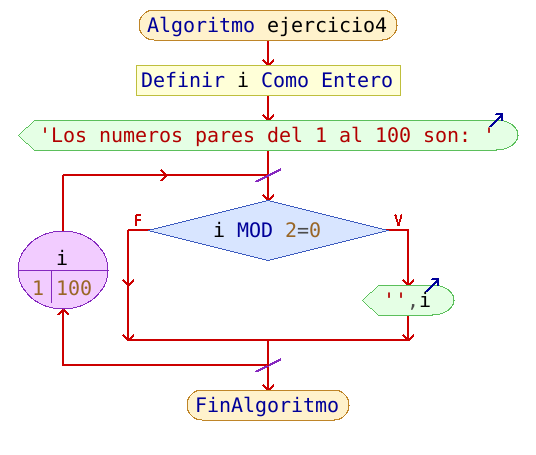 Algoritmo ejercicio4
Definir i Como Entero
'Los numeros pares del 1 al 100 son: '
F
i MOD 2=0
V
i
1 100
'',i
FinAlgoritmo